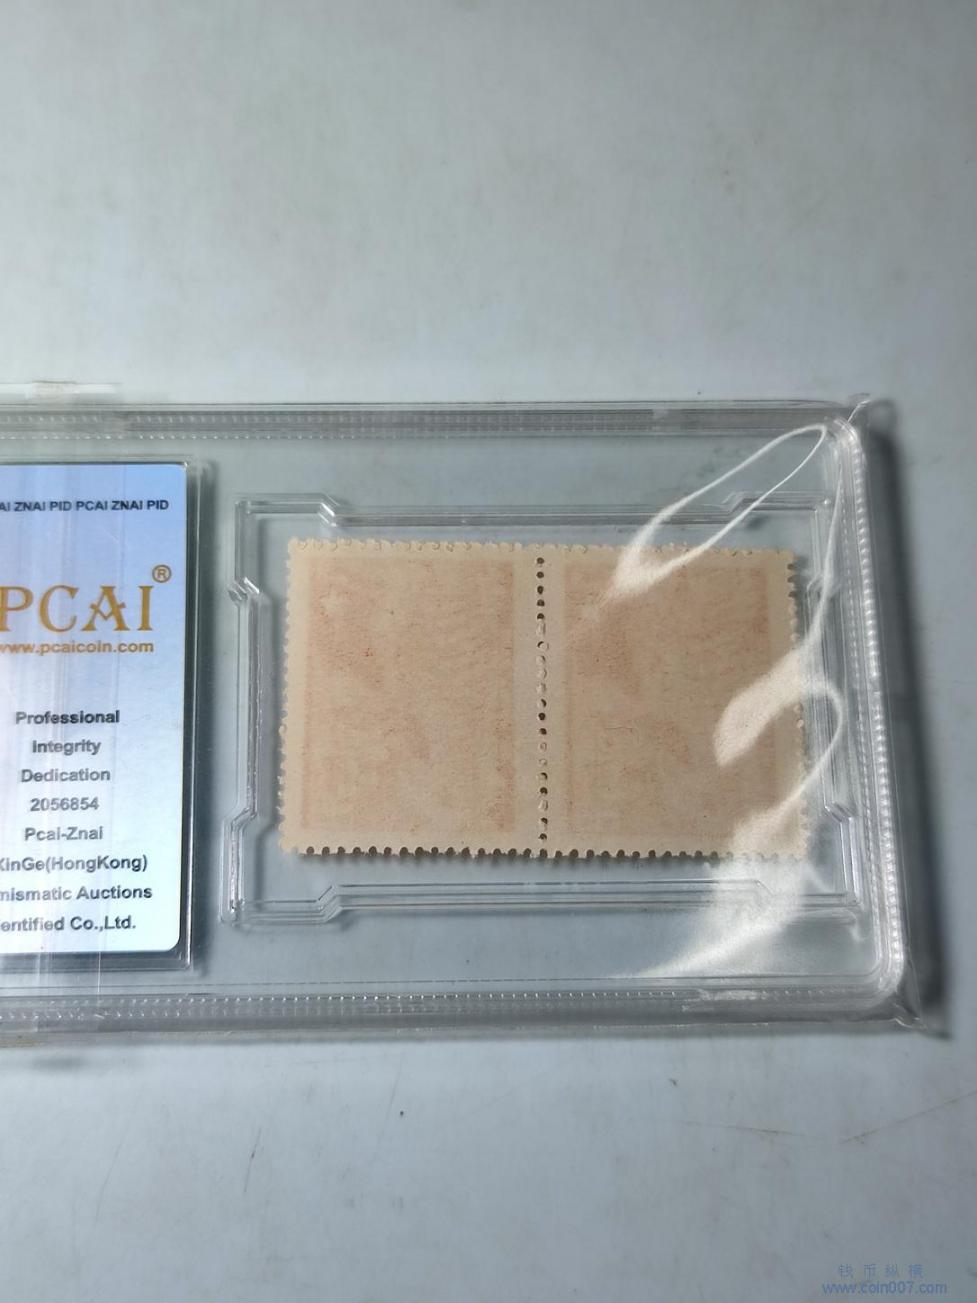 AI ZNAI PID PCAI ZNAI PID
PCAI®
www.pcaicoin.com
Professional
Integrity
Dedication
2056854
Pcai-Znai
XinGe(HongKong)
mismatic Auctions
entified Co.,Ltd.
钱币纵横
www.coin007.com